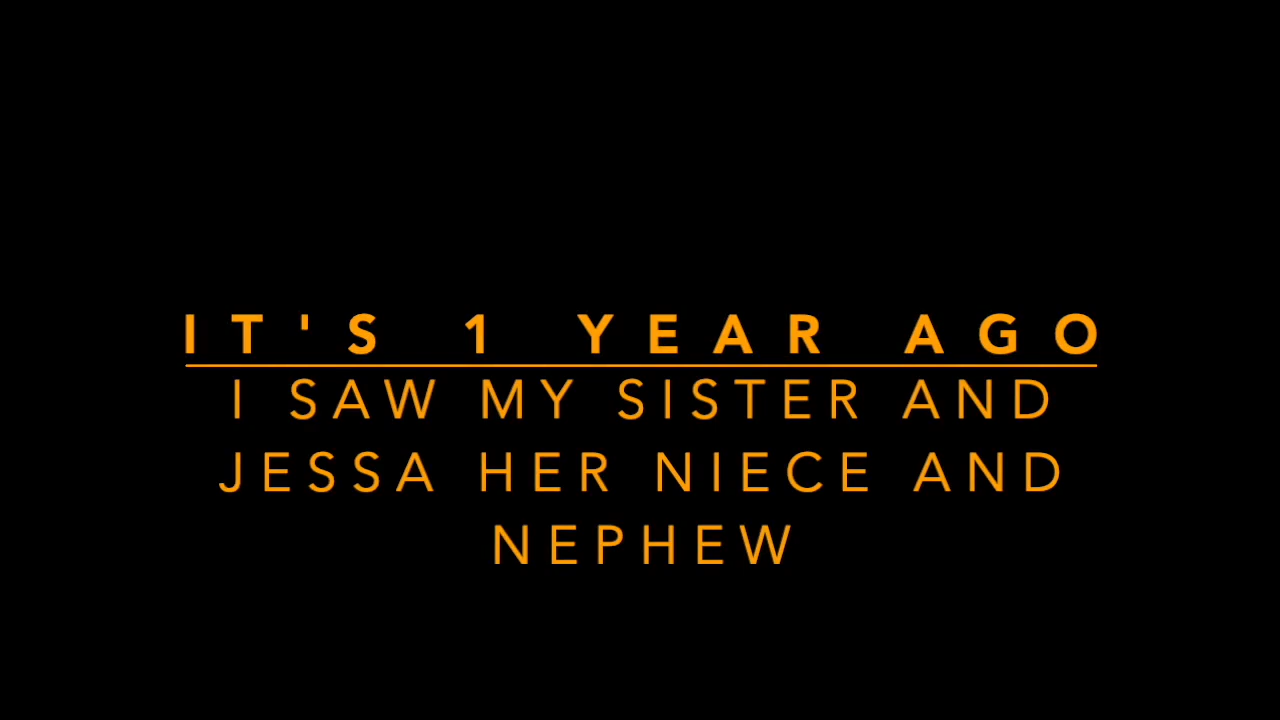 IT'S 1 YEAR AGO
I SAW MY SISTER AND
JESSA HER NIECE AND
NEPHEW